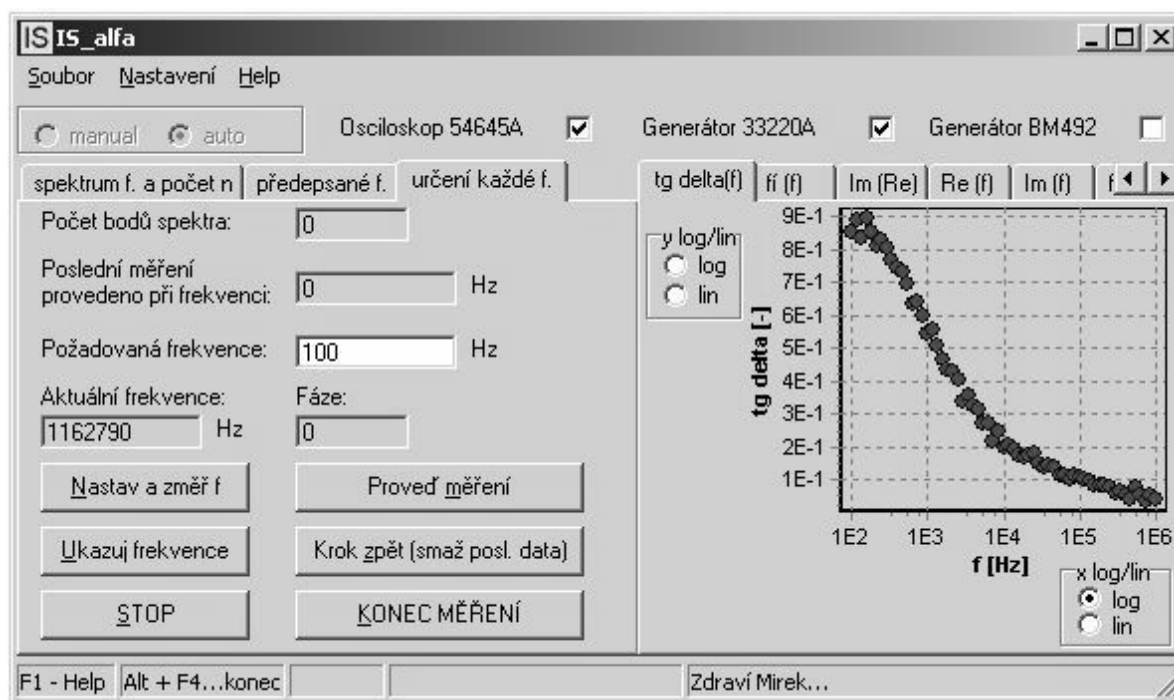 IS IS_alfa
Soubor Nastavení Help
manual auto Osciloskop 54645A Generátor 33220A Generátor BM492
spektrum f. a počet n předepsané f. určení každé f.
tg delta(f) fí (f) Im (Re) Re (f) Im (f) f
Počet bodů spektra: 0
Poslední měření
provedeno při frekvenci: 0 Hz
Požadovaná frekvence: 100 Hz
Aktuální frekvence: Fáze:
1162790 Hz 0
Nastav a změř f Proveď měření
Ukazuj frekvence Krok zpět (smaž posl. data)
STOP KONEC MĚŘENÍ
y log/lin
log
lin
tg delta [-]
9E-1
8E-1
7E-1
6E-1
5E-1
4E-1
3E-1
2E-1
1E-1
1E2 1E3 1E4 1E5 1E6
f [Hz]
x log/lin
log
lin
F1 - Help Alt + F4...konec Zdraví Mirek...